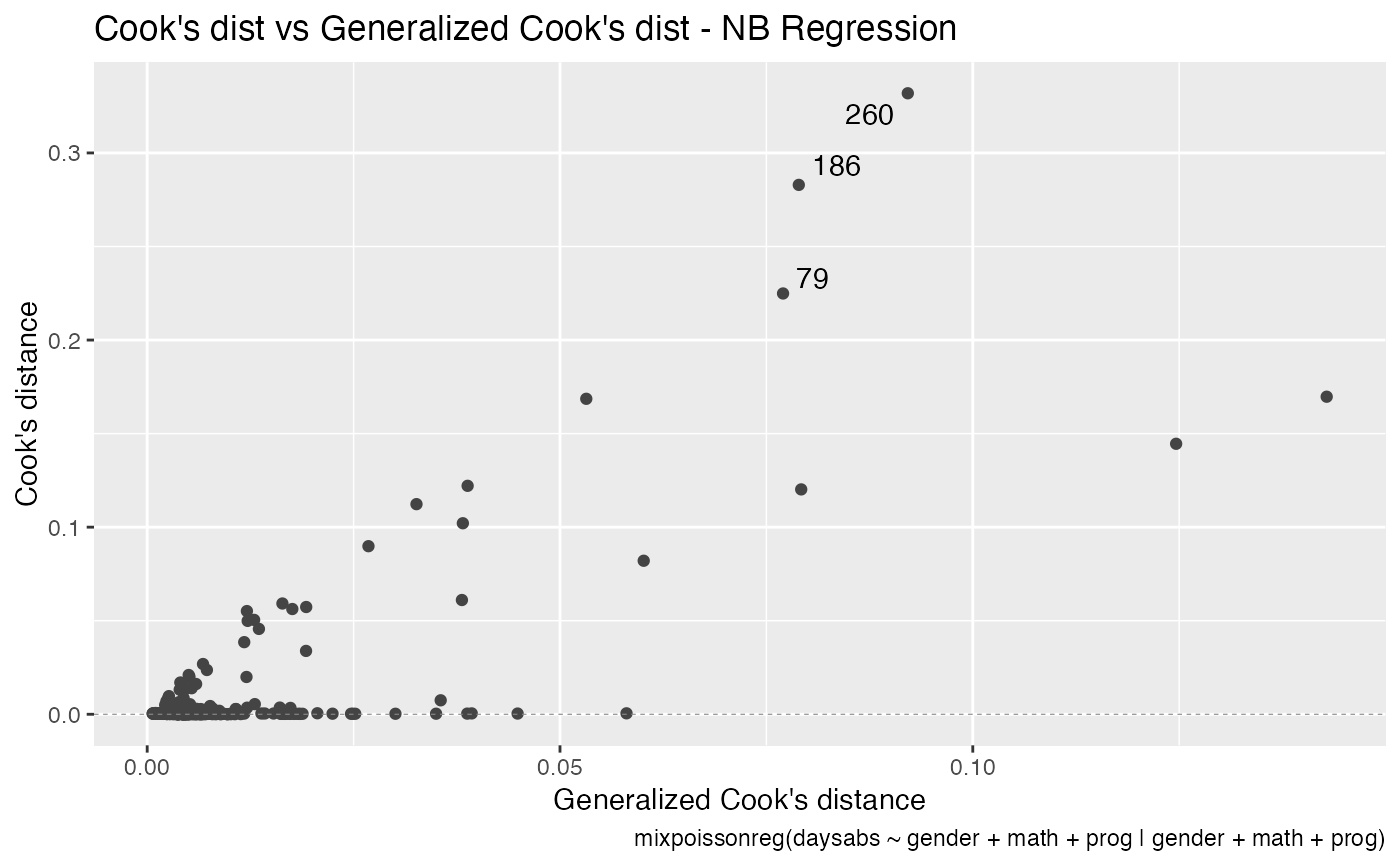 Cook's dist vs Generalized Cook's dist - NB Regression
260
0.3
186
79
0.2
Cook's distance
0.1
0.0
0.00 0.05 0.10
Generalized Cook's distance
mixpoissonreg(daysabs ~ gender + math + prog | gender + math + prog)